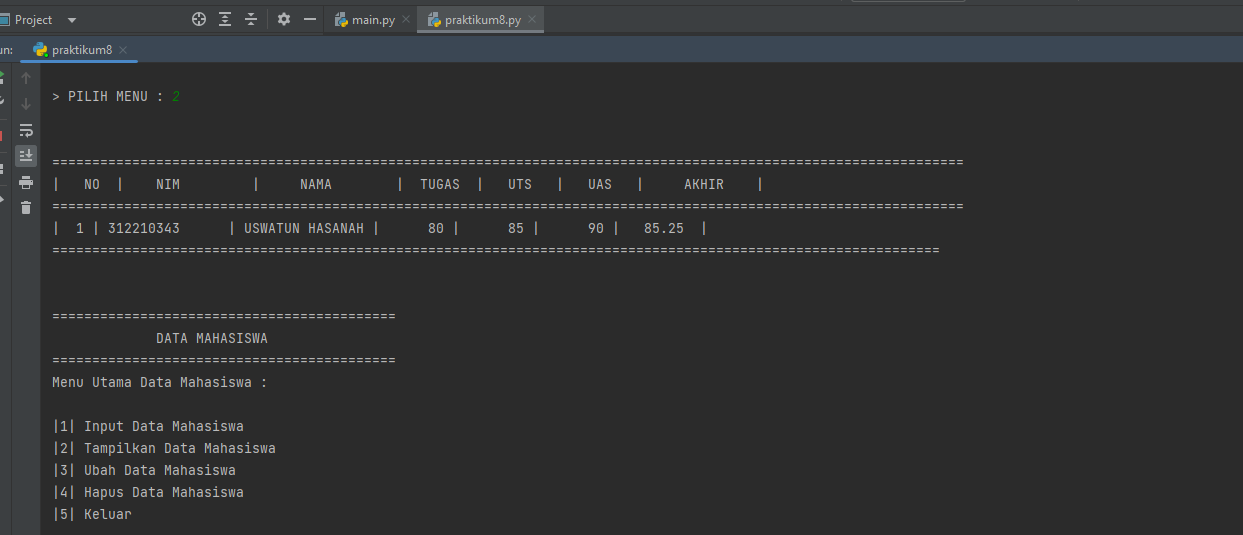 Project main.py praktikum8.py
un: praktikum8
> PILIH MENU : 2
==================================================================================================================
|   NO  |    NIM         |     NAMA        |  TUGAS  |   UTS   |   UAS   |     AKHIR    |
==================================================================================================================
|  1 | 312210343      | USWATUN HASANAH |      80 |      85 |      90 |   85.25  |
===============================================================================================================
===========================================
             DATA MAHASISWA
===========================================
Menu Utama Data Mahasiswa :
|1| Input Data Mahasiswa
|2| Tampilkan Data Mahasiswa
|3| Ubah Data Mahasiswa
|4| Hapus Data Mahasiswa
|5| Keluar